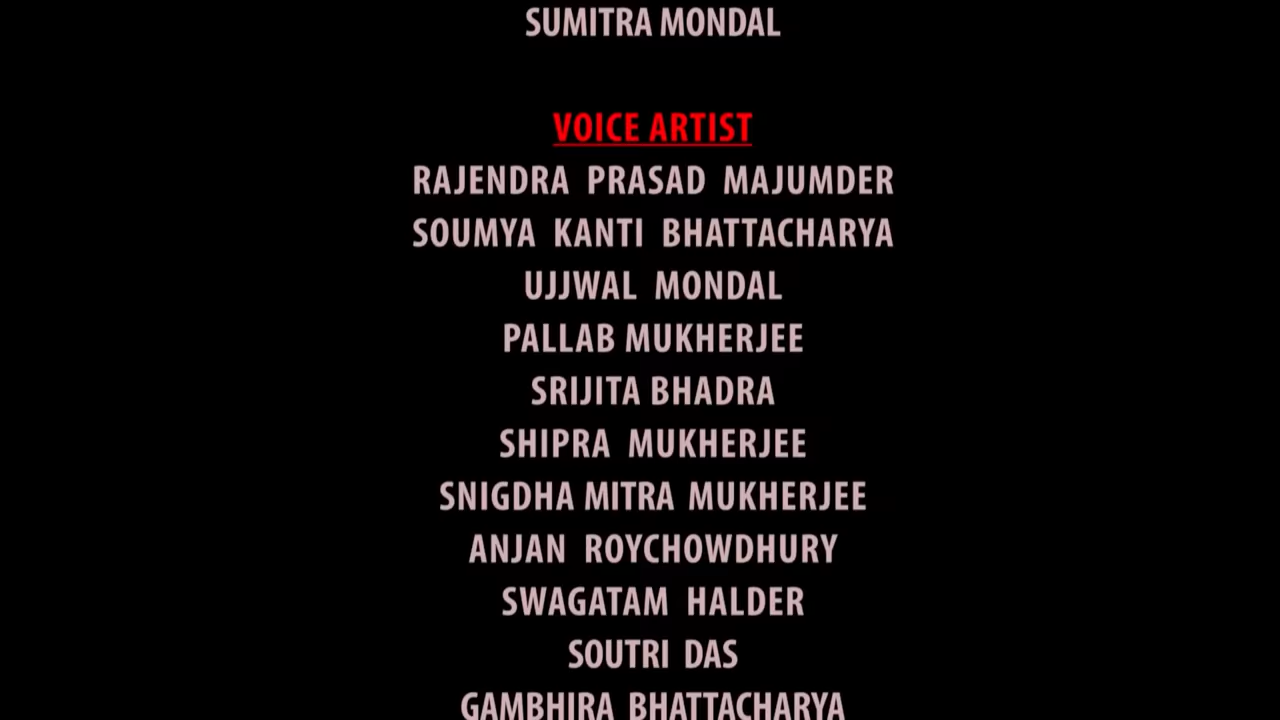 SUMITRA MONDAL
VOICE ARTIST
RAJENDRA PRASAD MAJUMDER
SOUMYA KANTI BHATTACHARYA
UJJWAL MONDAL
PALLAB MUKHERJEE
SRIJITA BHADRA
SHIPRA MUKHERJEE
SNIGDHA MITRA MUKHERJEE
ANJAN ROYCHOWDHURY
SWAGATAM HALDER
SOUTRI DAS
GAMBHIRA BHATTACHARYA